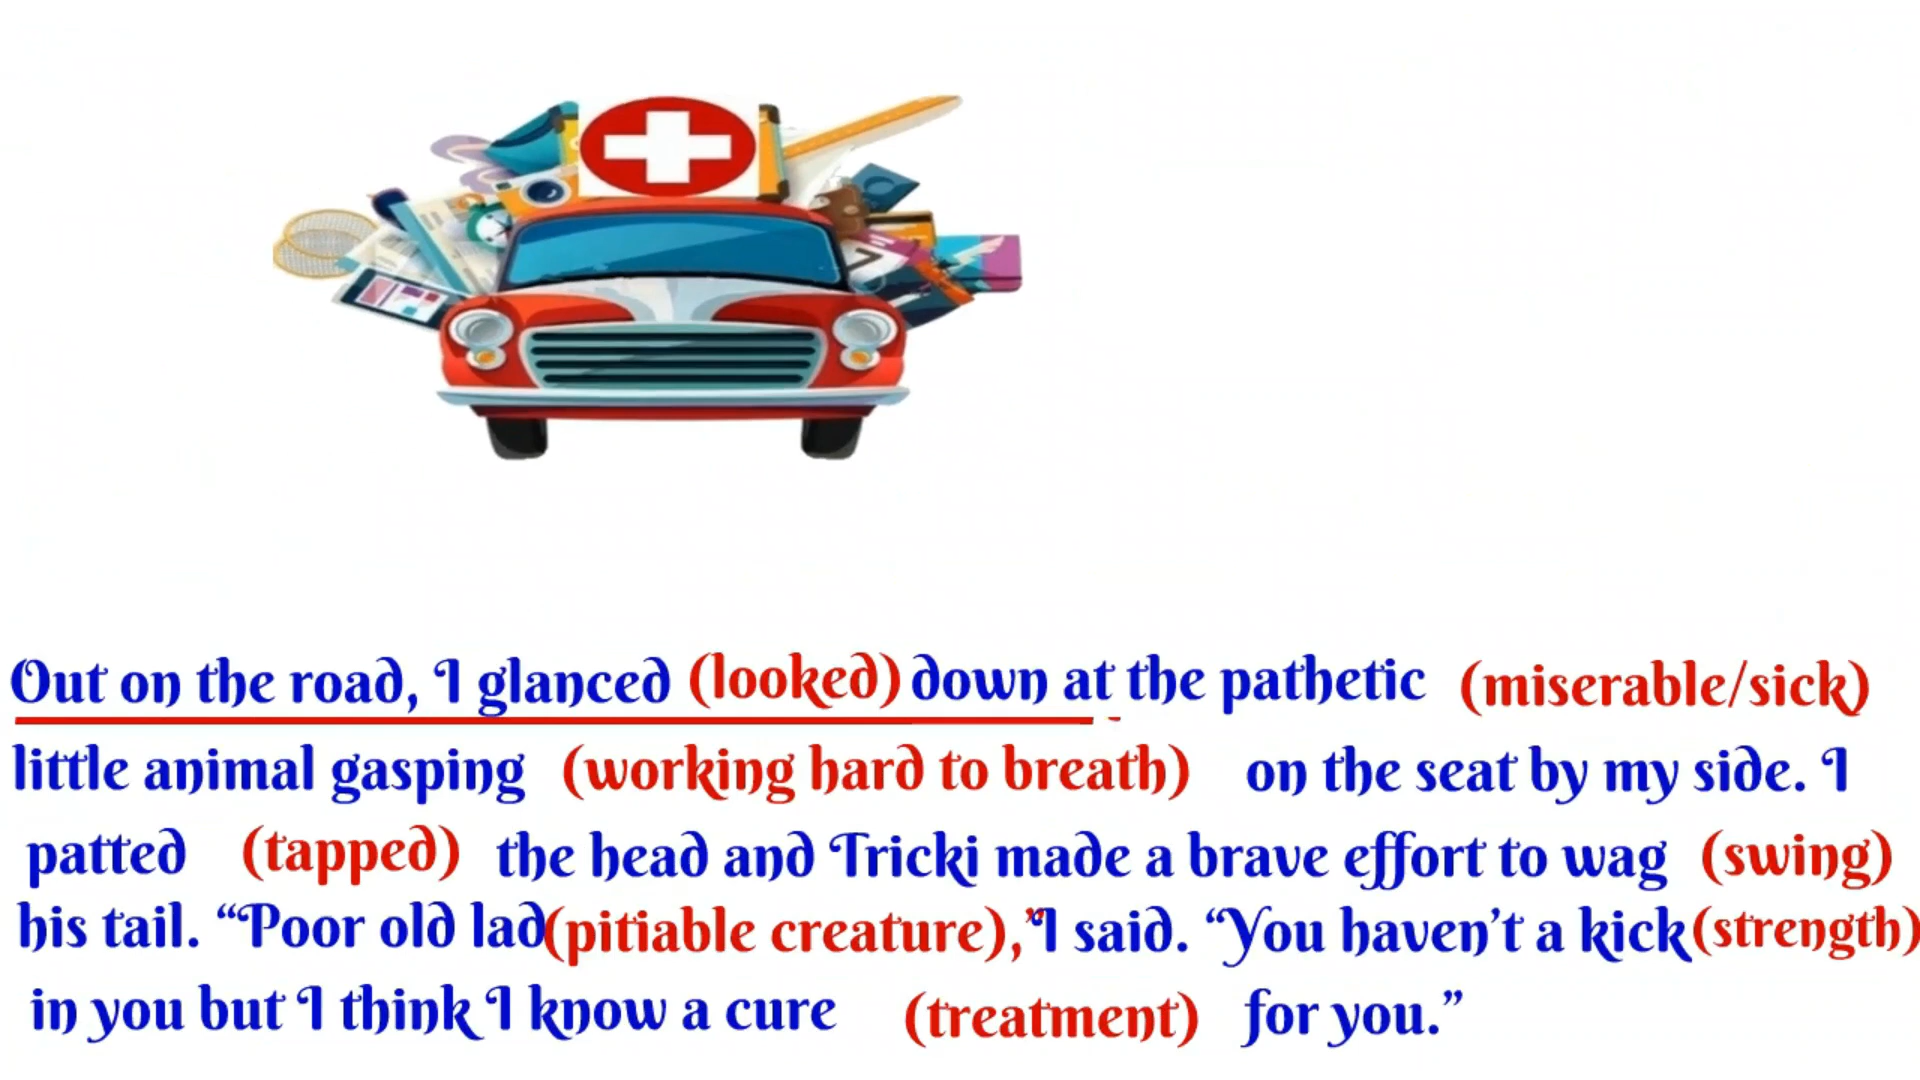 Out on the road, I glanced (looked) down at the pathetic (miserable/sick)
little animal gasping (working hard to breath) on the seat by my side. I
patted (tapped) the head and Tricki made a brave effort to wag (swing)
his tail. “Poor old lad(pitiable creature),” I said. “You haven’t a kick(strength)
in you but I think I know a cure (treatment) for you.”